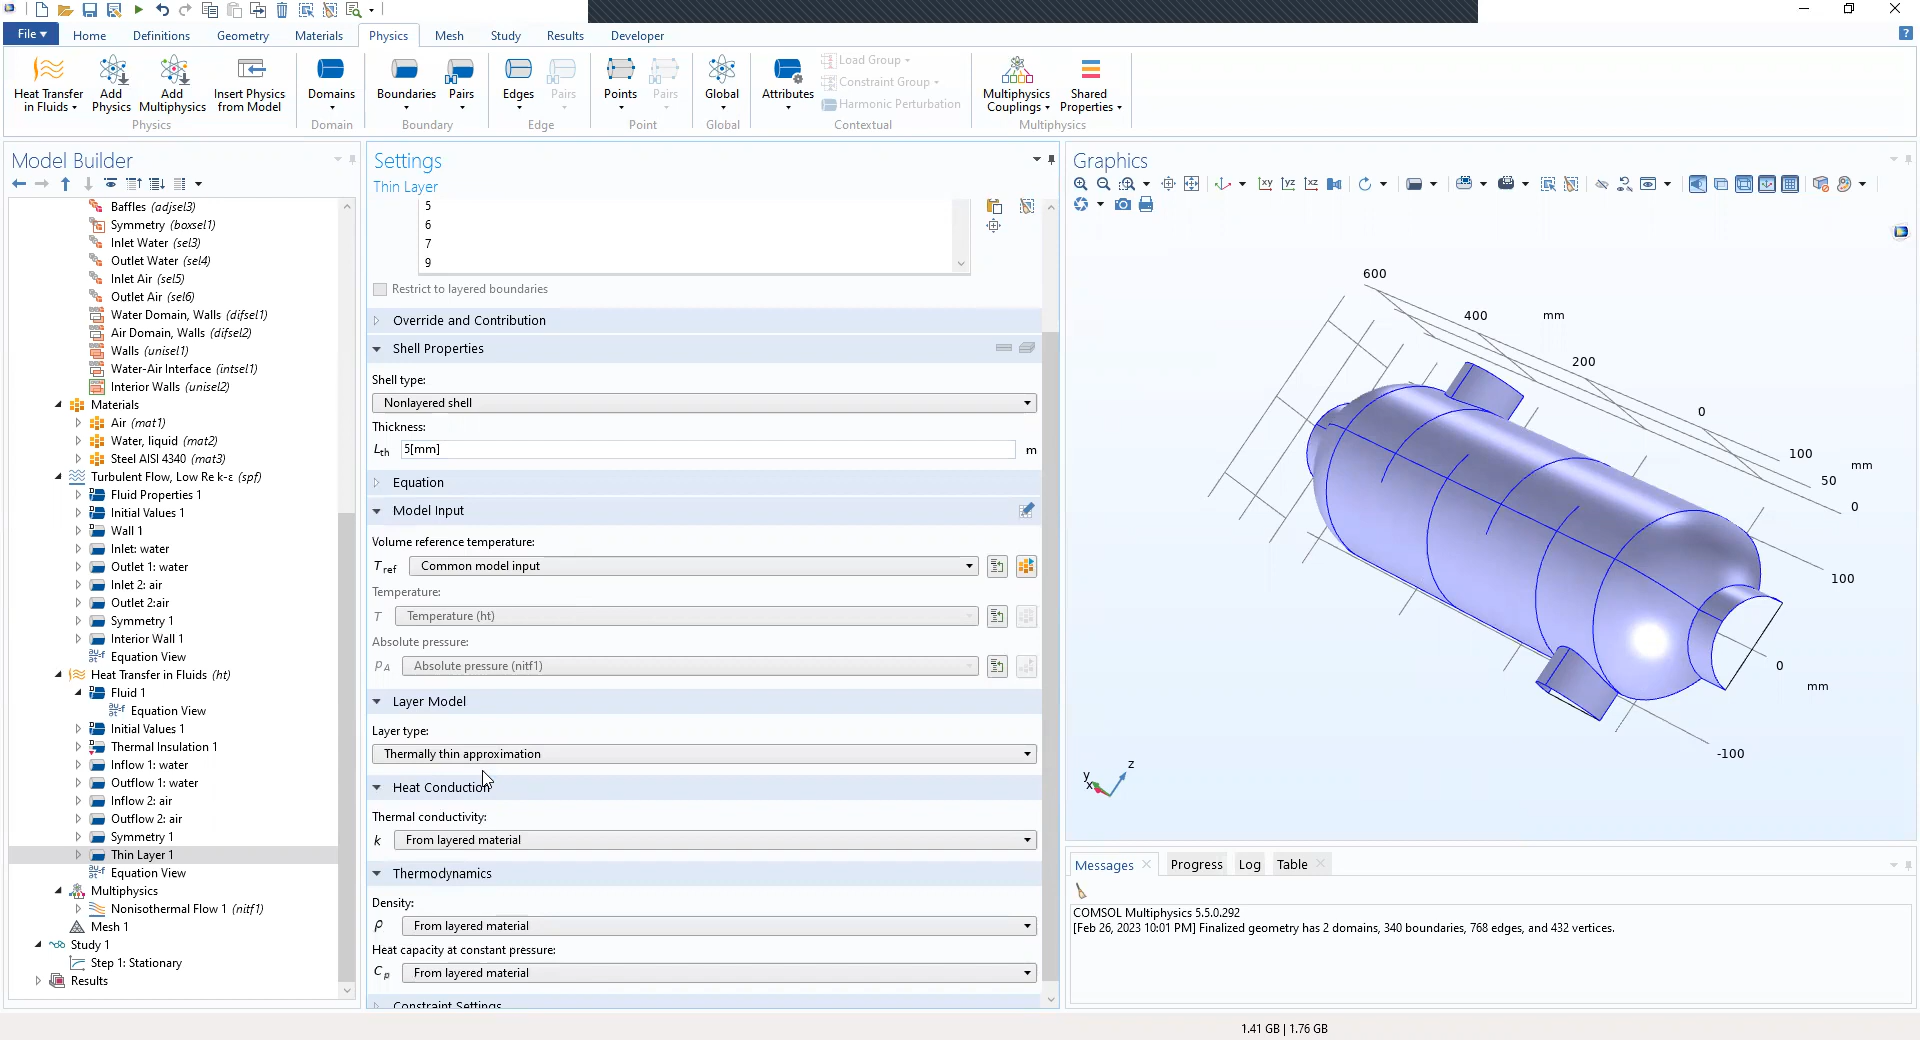 File
Home
Definitions
Geometry
Materials
Physics
Mesh
Study
Results
Developer
Heat Transfer in Fluids
Add Physics
Add Multiphysics
Insert Physics from Model
Physics
Domains
Domain
Boundaries
Pairs
Boundary
Edges
Pairs
Edge
Points
Pairs
Point
Global
Global
Attributes
Load Group
Constraint Group
Harmonic Perturbation
Contextual
Multiphysics Couplings
Shared Properties
Multiphysics
Model Builder
Baffles (adjsel3)
Symmetry (boxsel1)
Inlet Water (sel3)
Outlet Water (sel4)
Inlet Air (sel5)
Outlet Air (sel6)
Water Domain, Walls (difsel1)
Air Domain, Walls (difsel2)
Walls (unisel1)
Water-Air Interface (intsel1)
Interior Walls (unisel2)
Materials
Air (mat1)
Water, liquid (mat2)
Steel AISI 4340 (mat3)
Turbulent Flow, Low Re k-ε (spf)
Fluid Properties 1
Initial Values 1
Wall 1
Inlet: water
Outlet 1: water
Inlet 2: air
Outlet 2:air
Symmetry 1
Interior Wall 1
Equation View
Heat Transfer in Fluids (ht)
Fluid 1
Equation View
Initial Values 1
Thermal Insulation 1
Inflow 1: water
Outflow 1: water
Inflow 2: air
Outflow 2: air
Symmetry 1
Thin Layer 1
Equation View
Multiphysics
Nonisothermal Flow 1 (nitf1)
Mesh 1
Study 1
Step 1: Stationary
Results
Settings
Thin Layer
5
6
7
9
Restrict to layered boundaries
Override and Contribution
Shell Properties
Shell type:
Nonlayered shell
Thickness:
Lth 5[mm] m
Equation
Model Input
Volume reference temperature:
Tref Common model input
Temperature:
T Temperature (ht)
Absolute pressure:
pA Absolute pressure (nitf1)
Layer Model
Layer type:
Thermally thin approximation
Heat Conduction
Thermal conductivity:
k From layered material
Thermodynamics
Density:
ρ From layered material
Heat capacity at constant pressure:
Cp From layered material
Constraint Settings
Graphics
xy yz xz
600
400 mm
200
0
100 mm
50
0
100
0
mm
-100
y z
x
Messages
Progress
Log
Table
COMSOL Multiphysics 5.5.0.292
[Feb 26, 2023 10:01 PM] Finalized geometry has 2 domains, 340 boundaries, 768 edges, and 432 vertices.
1.41 GB | 1.76 GB